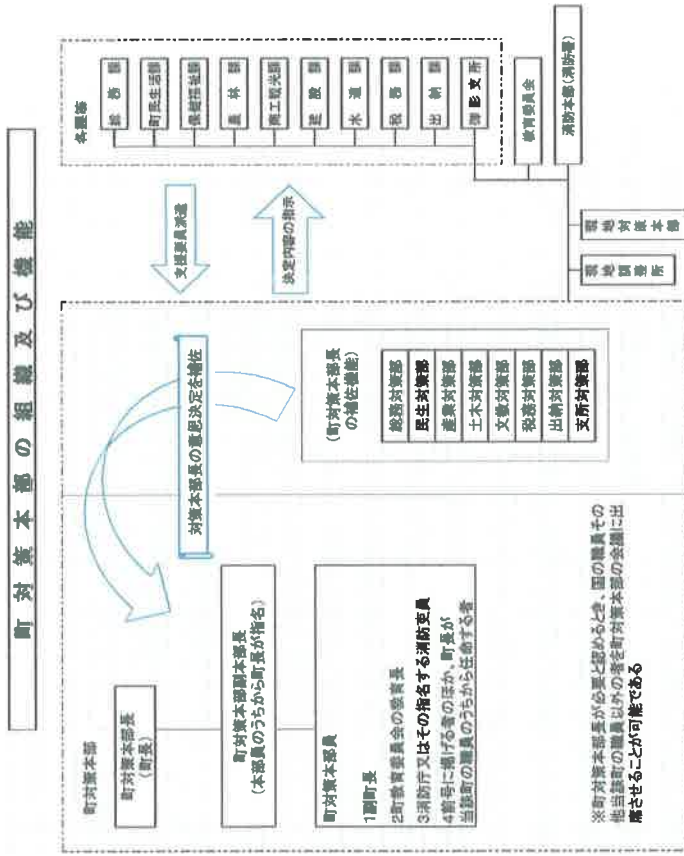 町対策本部の組織及び機能
町対策本部
町対策本部長
(町長)
町対策本部副本部長
(本部員のうちから町長が指名)
町対策本部員
1副町長
2町教育委員会の教育長
3消防庁又はその指名する消防吏員
4前号に掲げる者のほか、町長が
当該町の職員のうちから任命する者
※町対策本部長が必要と認めるとき、国の職員その
他当該町の職員以外の者を町対策本部の会議に出
席させることが可能である
対策本部長の意思決定を補佐
(町対策本部長
の補佐機能)
総務対策部
民生対策部
産業対策部
土木対策部
文教対策部
税務対策部
出納対策部
支所対策部
支援要員派遣
決定内容の指示
各課等
総務課
町民生活課
保健福祉課
農林課
商工観光課
建設課
水道課
税務課
出納課
御影支所
教育委員会
消防本部(消防署)
現地対策本部
現地調整所